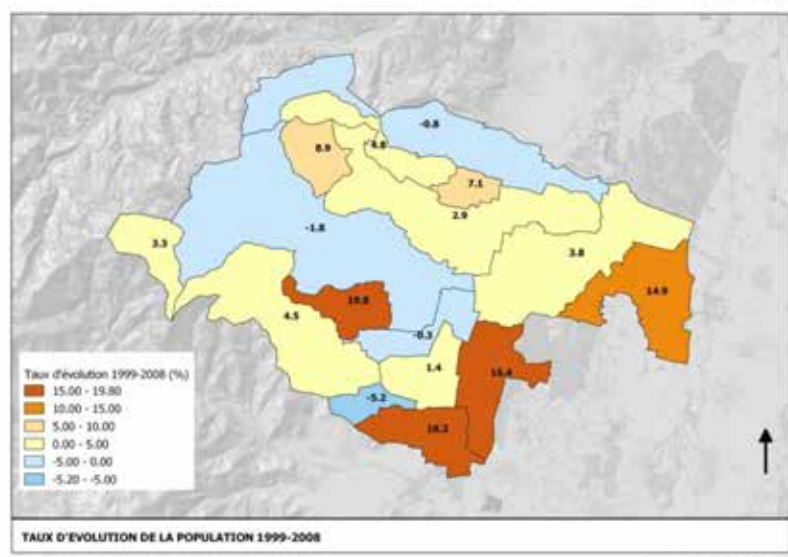 -0.8
8.9
4.8
7.1
2.9
-1.8
3.3
3.8
14.9
19.8
4.5
-0.3
1.4
16.4
-5.2
18.2
Taux d'évolution 1999-2008 (%)
15.00 - 19.80
10.00 - 15.00
5.00 - 10.00
0.00 - 5.00
-5.00 - 0.00
-5.20 - -5.00
TAUX D'EVOLUTION DE LA POPULATION 1999-2008